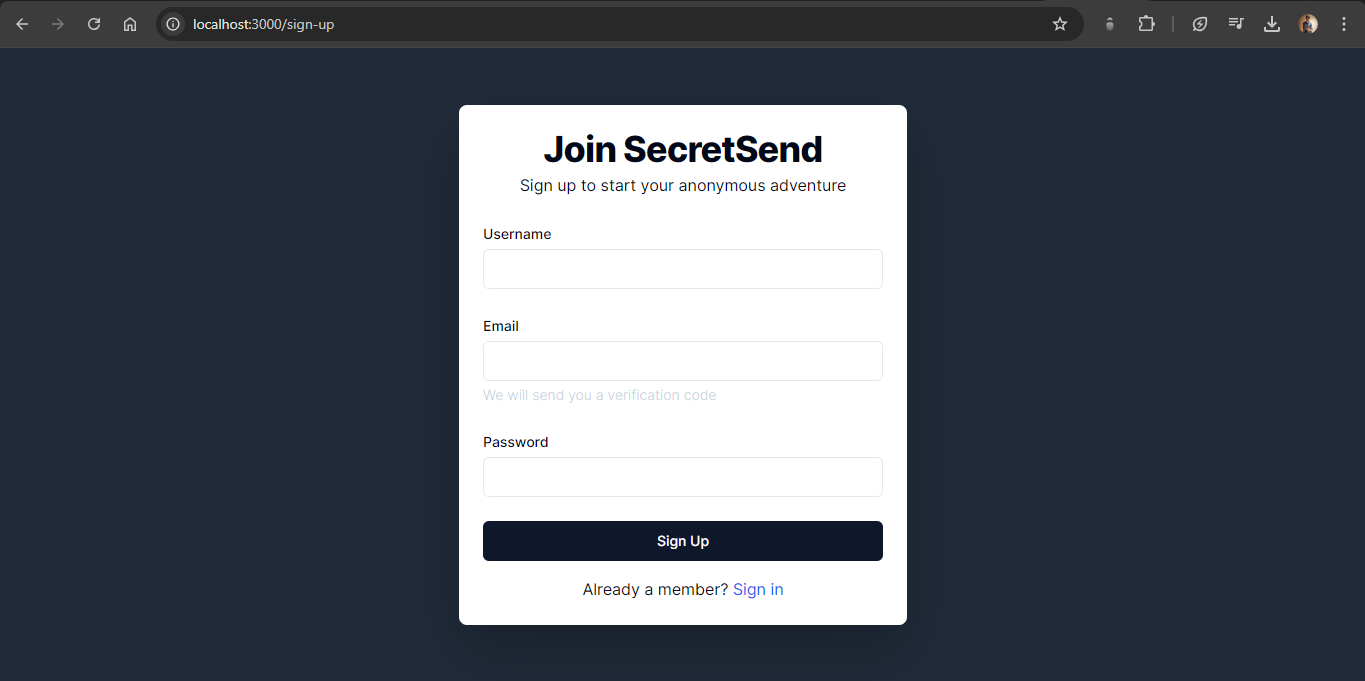 localhost:3000/sign-up
Join SecretSend
Sign up to start your anonymous adventure
Username
Email
We will send you a verification code
Password
Sign Up
Already a member? Sign in